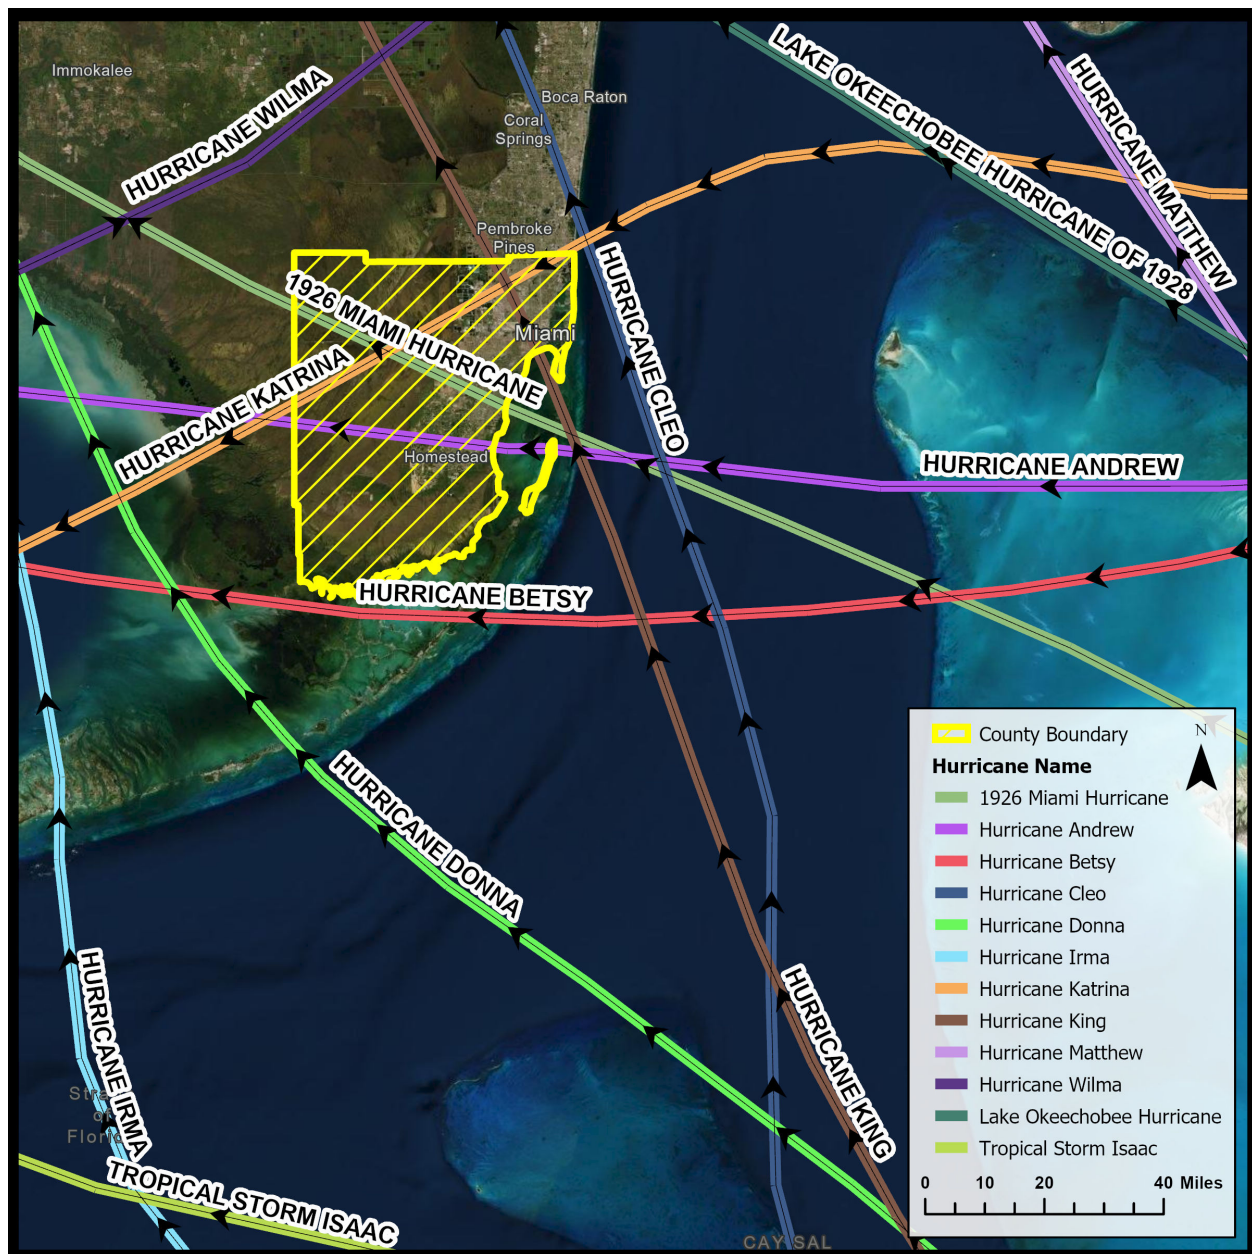 Immokalee
HURRICANE WILMA
Boca Raton
Coral
Springs
LAKE OKEECHOBEE HURRICANE OF 1928
HURRICANE MATTHEW
Pembroke
Pines
1926 MIAMI HURRICANE
Miami
HURRICANE CLEO
HURRICANE KATRINA
Homestead
HURRICANE ANDREW
HURRICANE BETSY
HURRICANE DONNA
HURRICANE IRMA
HURRICANE KING
Stra
of
Florid
TROPICAL STORM ISAAC
CAY SAL
County Boundary
N
Hurricane Name
1926 Miami Hurricane
Hurricane Andrew
Hurricane Betsy
Hurricane Cleo
Hurricane Donna
Hurricane Irma
Hurricane Katrina
Hurricane King
Hurricane Matthew
Hurricane Wilma
Lake Okeechobee Hurricane
Tropical Storm Isaac
0 10 20 40 Miles